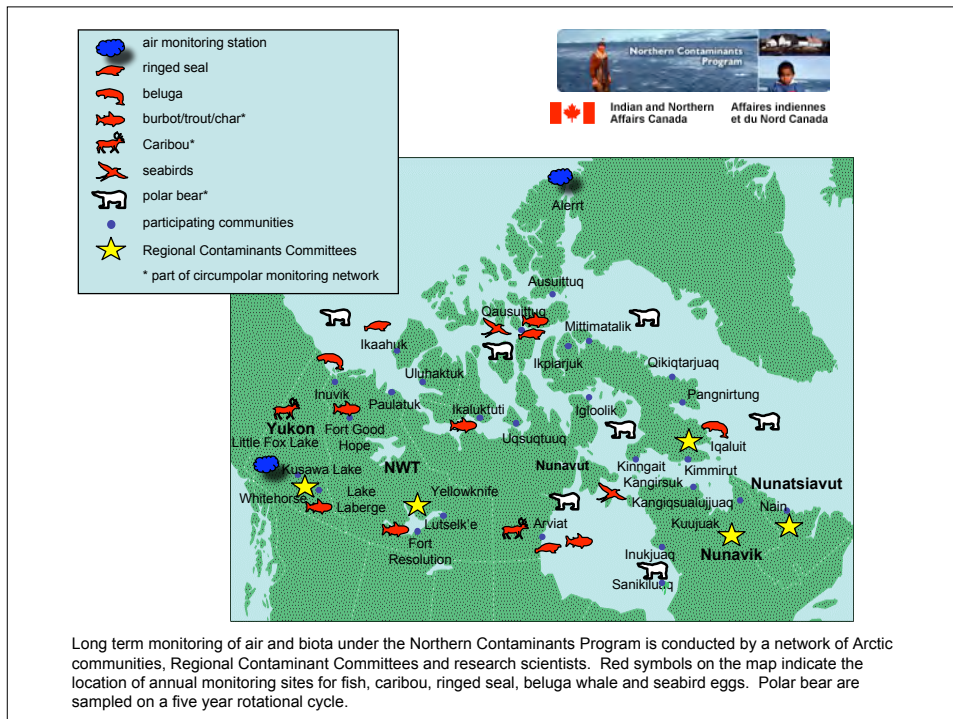 air monitoring station
ringed seal
beluga
burbot/trout/char*
Caribou*
seabirds
polar bear*
participating communities
Regional Contaminants Committees
* part of circumpolar monitoring network
Northern Contaminants
Program
Indian and Northern
Affairs Canada
Affaires indiennes
et du Nord Canada
Alerrt
Ausuittuq
Qausuittuq
Mittimatalik
Ikaahuk
Ikpiarjuk
Qikiqtarjuaq
Uluhaktuk
Inuvik
Paulatuk
Ikaluktuti
Igloolik
Pangnirtung
Yukon
Fort Good
Hope
Uqsuqtuuq
Iqaluit
Little Fox Lake
NWT
Nunavut
Kinngait
Kimmirut
Kusawa Lake
Kangirsuk
Nunatsiavut
Whitehorse
Lake
Laberge
Yellowknife
Kangiqsualujjuaq
Nain
Lutselk'e
Arviat
Kuujuak
Fort
Resolution
Inukjuaq
Nunavik
Sanikiluaq
Long term monitoring of air and biota under the Northern Contaminants Program is conducted by a network of Arctic
communities, Regional Contaminant Committees and research scientists.  Red symbols on the map indicate the
location of annual monitoring sites for fish, caribou, ringed seal, beluga whale and seabird eggs.  Polar bear are
sampled on a five year rotational cycle.